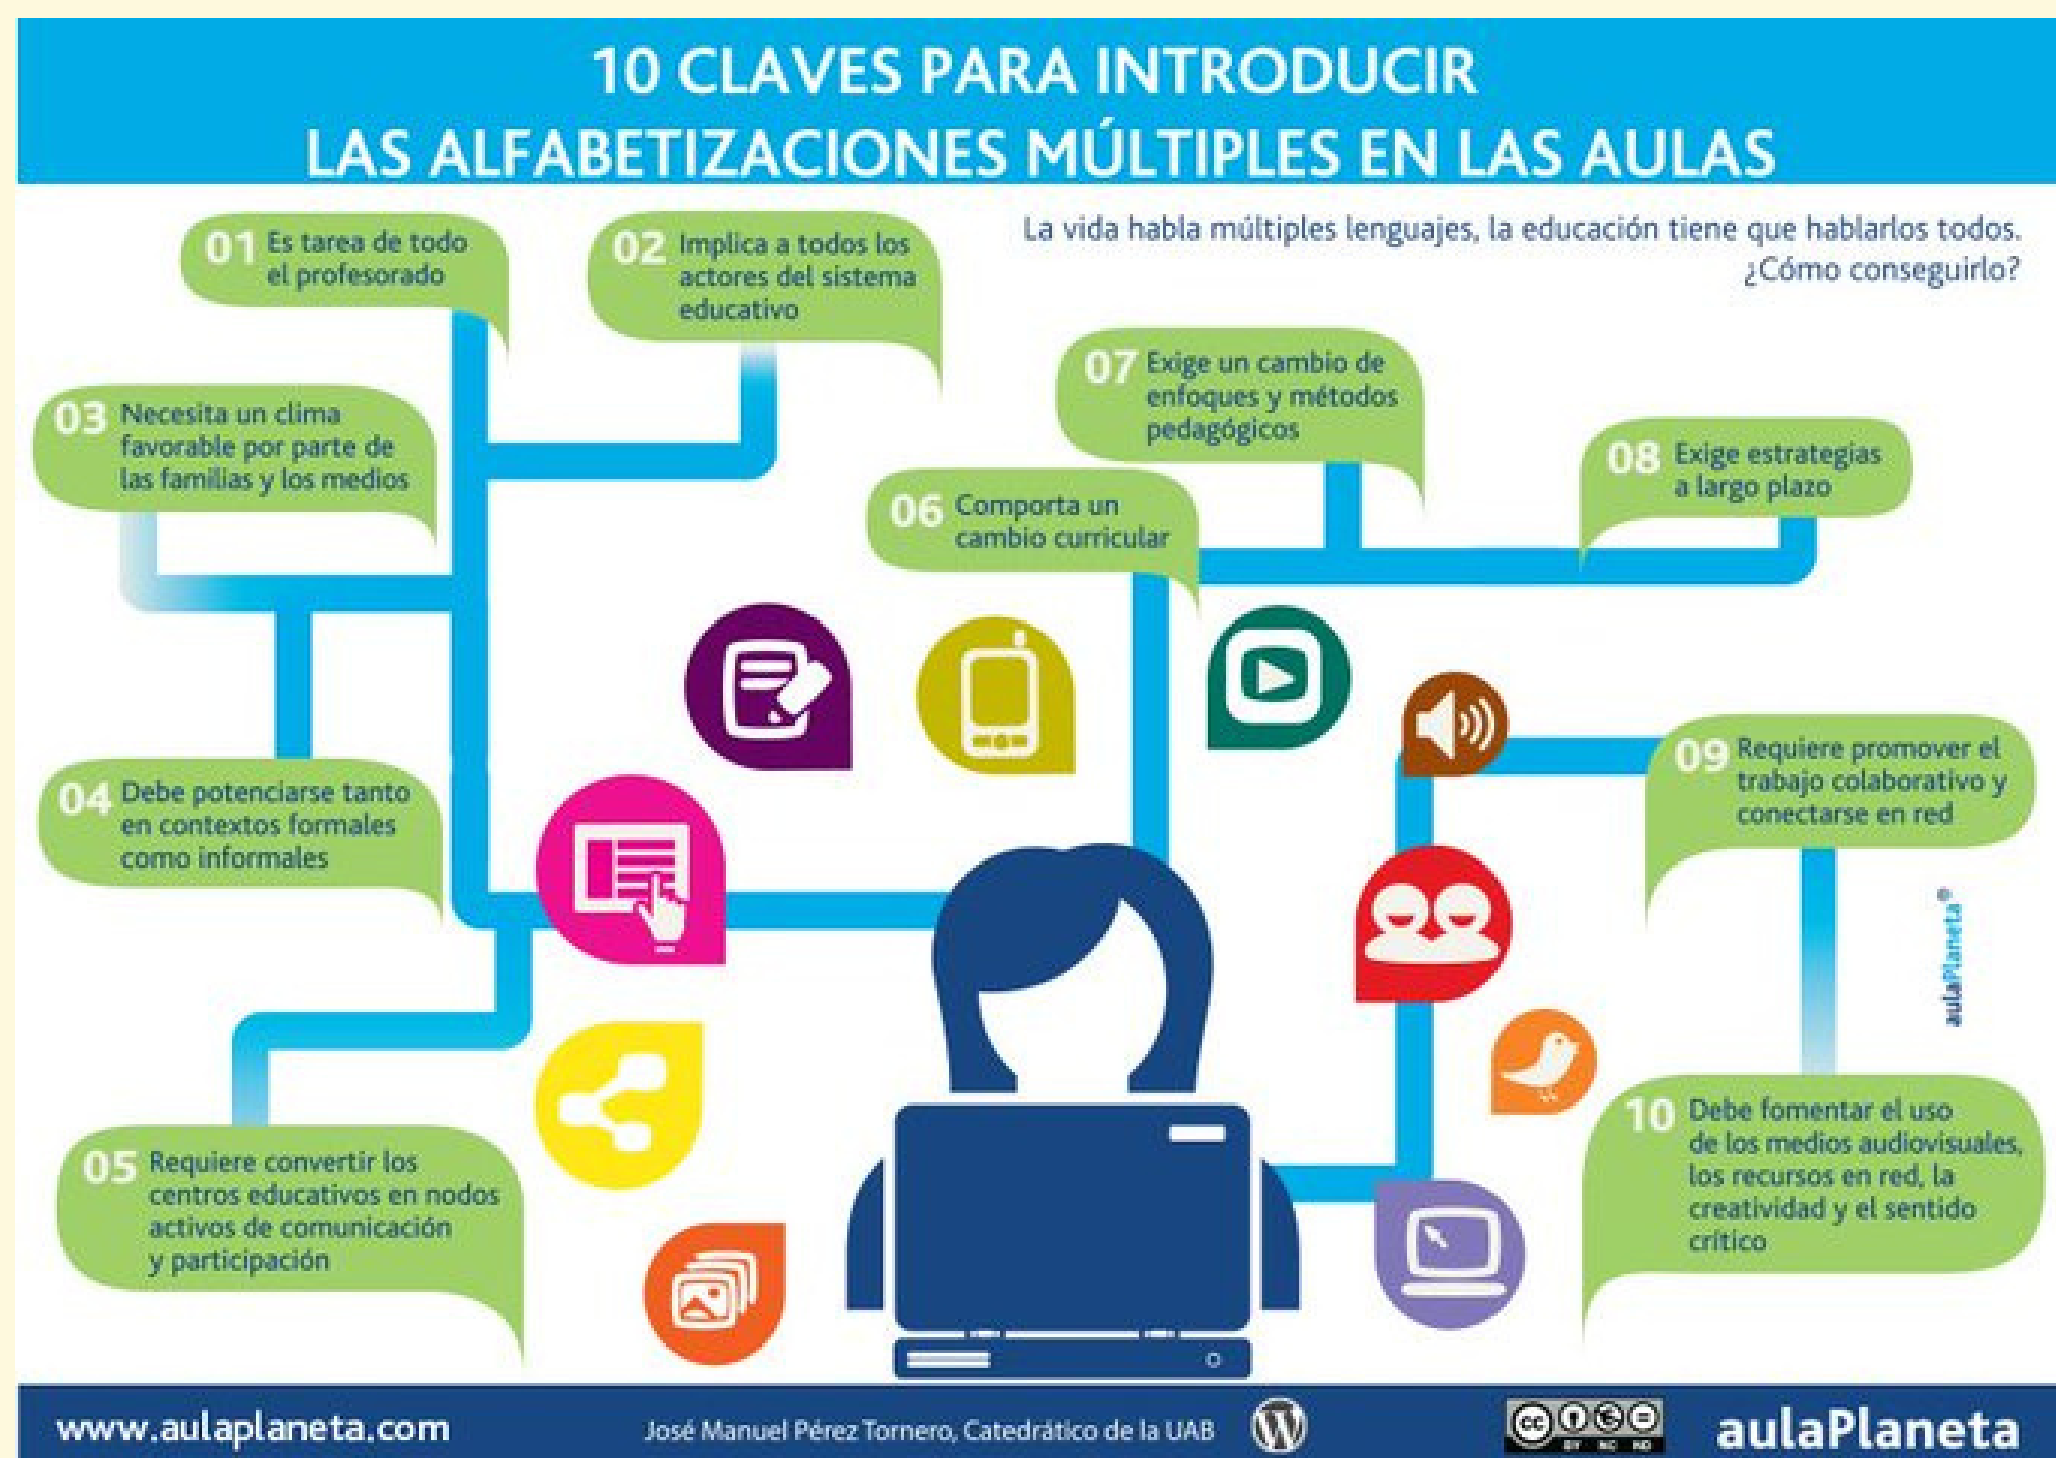 10 CLAVES PARA INTRODUCIR
LAS ALFABETIZACIONES MÚLTIPLES EN LAS AULAS
La vida habla múltiples lenguajes, la educación tiene que hablarlos todos.
¿Cómo conseguirlo?
01 Es tarea de todo
el profesorado
02 Implica a todos los
actores del sistema
educativo
03 Necesita un clima
favorable por parte de
las familias y los medios
04 Debe potenciarse tanto
en contextos formales
como informales
05 Requiere convertir los
centros educativos en nodos
activos de comunicación
y participación
06 Comporta un
cambio curricular
07 Exige un cambio de
enfoques y métodos
pedagógicos
08 Exige estrategias
a largo plazo
09 Requiere promover el
trabajo colaborativo y
conectarse en red
10 Debe fomentar el uso
de los medios audiovisuales,
los recursos en red, la
creatividad y el sentido
crítico
aulaPlaneta®
www.aulaplaneta.com
José Manuel Pérez Tornero, Catedrático de la UAB
cc
BY NC ND
aulaPlaneta